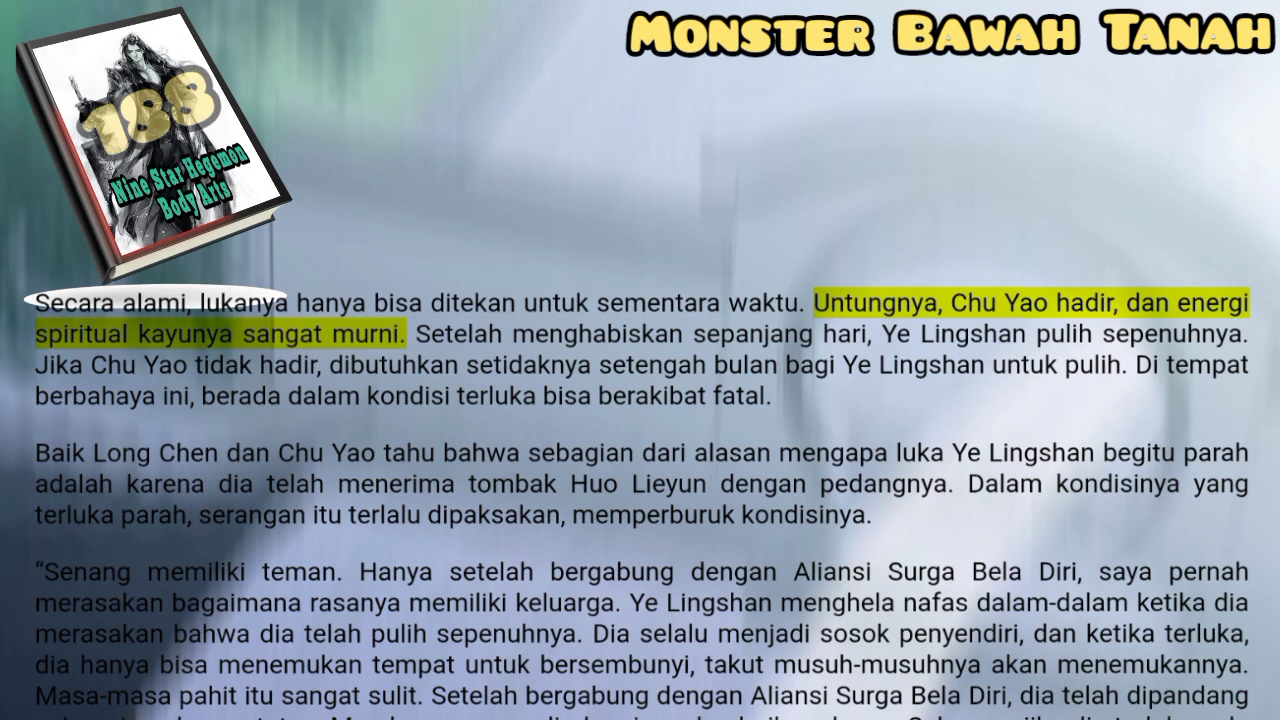 Monster Bawah Tanah
188
Nine Star Hegemon
Body Arts
Secara alami, lukanya hanya bisa ditekan untuk sementara waktu. Untungnya, Chu Yao hadir, dan energi
spiritual kayunya sangat murni. Setelah menghabiskan sepanjang hari, Ye Lingshan pulih sepenuhnya.
Jika Chu Yao tidak hadir, dibutuhkan setidaknya setengah bulan bagi Ye Lingshan untuk pulih. Di tempat
berbahaya ini, berada dalam kondisi terluka bisa berakibat fatal.
Baik Long Chen dan Chu Yao tahu bahwa sebagian dari alasan mengapa luka Ye Lingshan begitu parah
adalah karena dia telah menerima tombak Huo Lieyun dengan pedangnya. Dalam kondisinya yang
terluka parah, serangan itu terlalu dipaksakan, memperburuk kondisinya.
“Senang memiliki teman. Hanya setelah bergabung dengan Aliansi Surga Bela Diri, saya pernah
merasakan bagaimana rasanya memiliki keluarga. Ye Lingshan menghela nafas dalam-dalam ketika dia
merasakan bahwa dia telah pulih sepenuhnya. Dia selalu menjadi sosok penyendiri, dan ketika terluka,
dia hanya bisa menemukan tempat untuk bersembunyi, takut musuh-musuhnya akan menemukannya.
Masa-masa pahit itu sangat sulit. Setelah bergabung dengan Aliansi Surga Bela Diri, dia telah dipandang